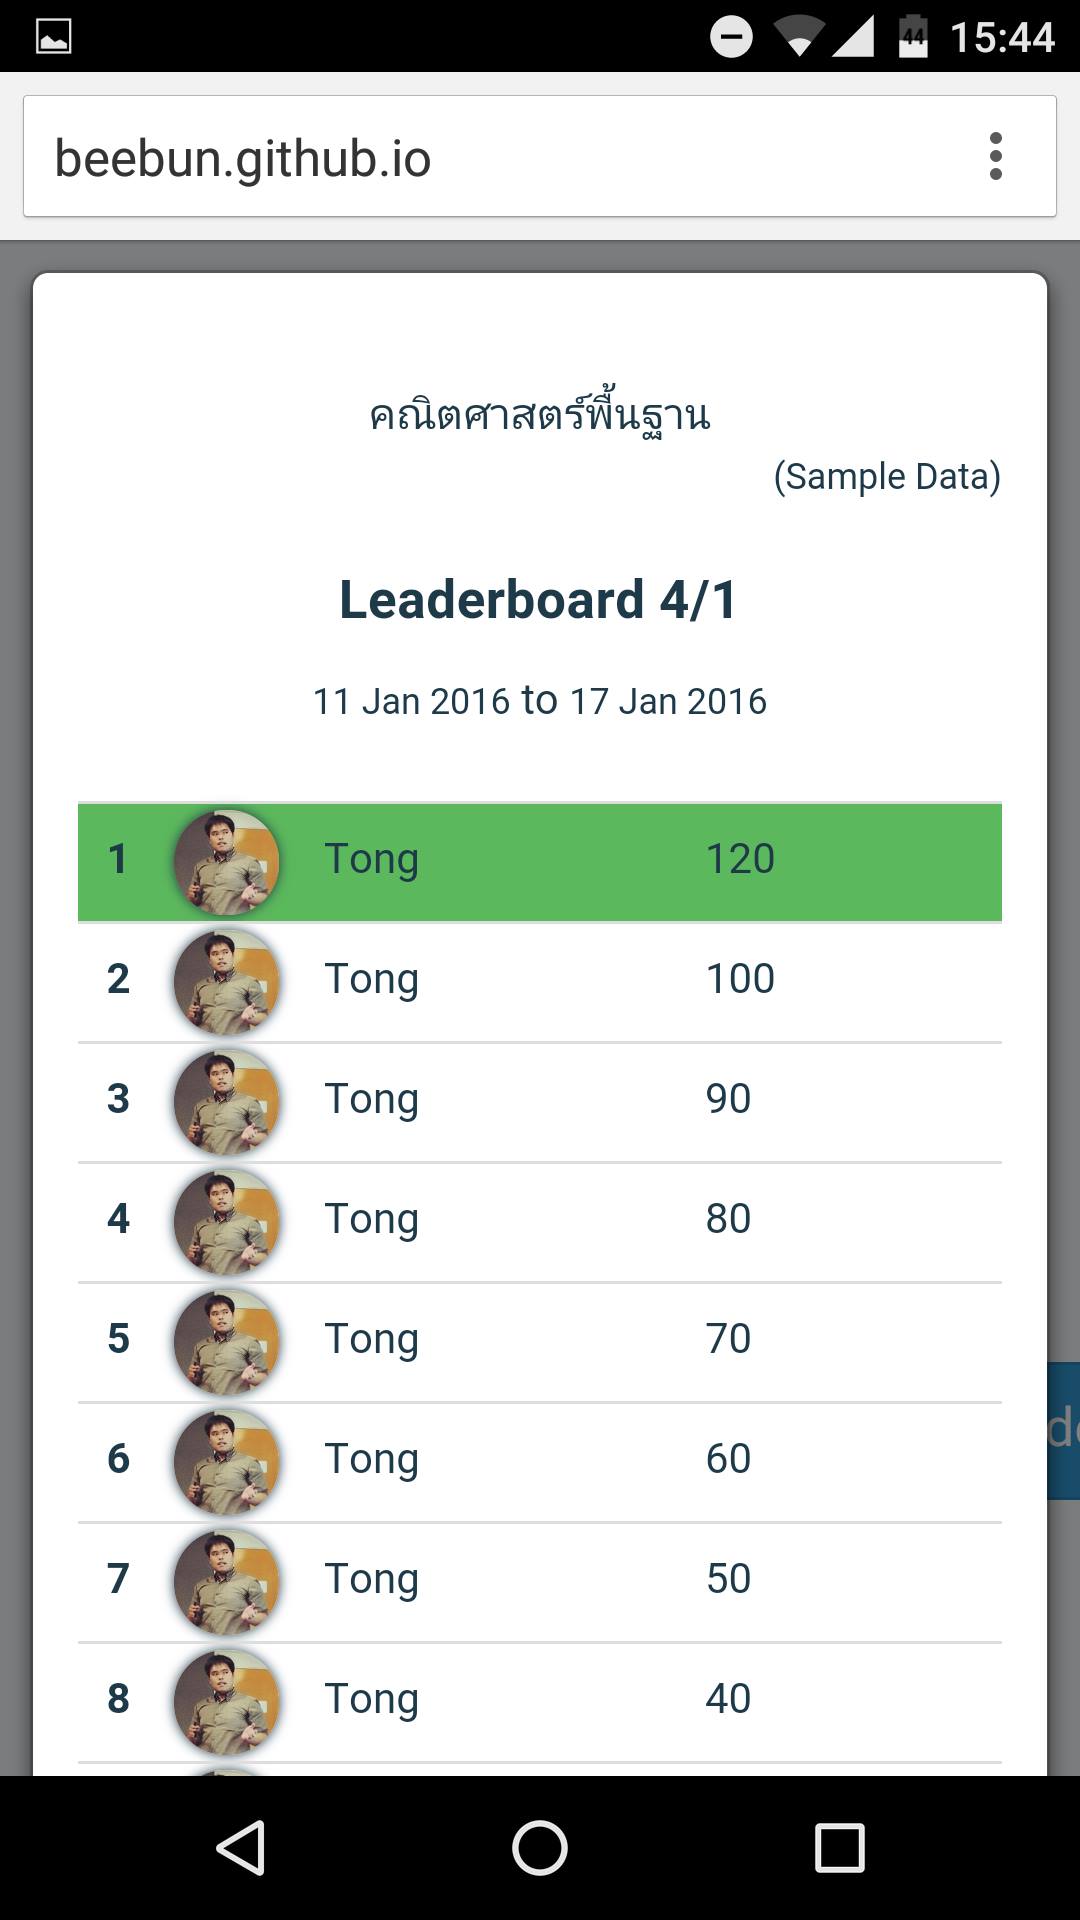 44 15:44
beebun.github.io
คณิตศาสตร์พื้นฐาน
(Sample Data)
Leaderboard 4/1
11 Jan 2016 to 17 Jan 2016
1 Tong 120
2 Tong 100
3 Tong 90
4 Tong 80
5 Tong 70
6 Tong 60
7 Tong 50
8 Tong 40